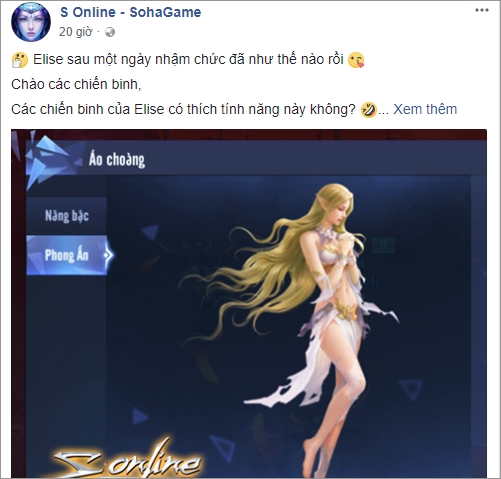 S Online - SohaGame
20 giờ ·
Elise sau một ngày nhậm chức đã như thế nào rồi
Chào các chiến binh,
Các chiến binh của Elise có thích tính năng này không? ... Xem thêm
Áo choàng
Nâng bậc
Phong Ấn
S online